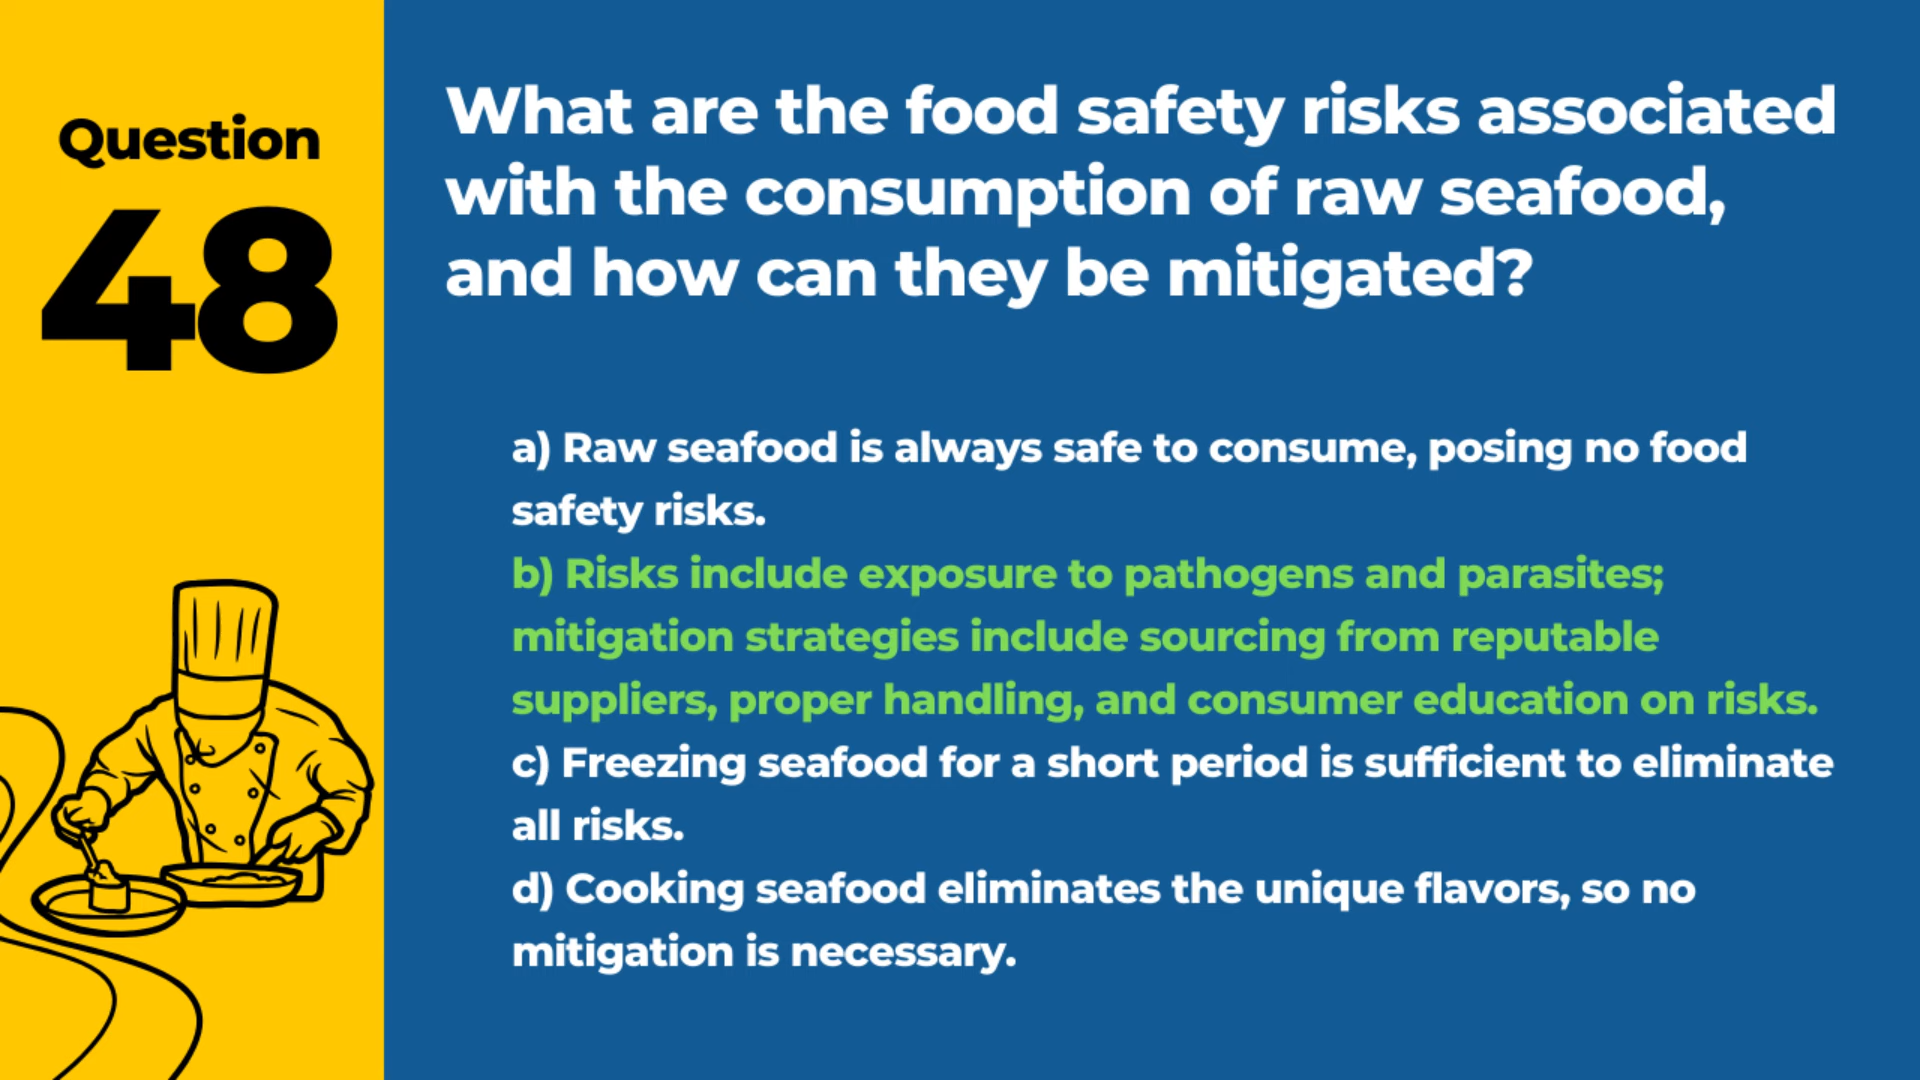 Question
48
What are the food safety risks associated
with the consumption of raw seafood,
and how can they be mitigated?
a) Raw seafood is always safe to consume, posing no food
safety risks.
b) Risks include exposure to pathogens and parasites;
mitigation strategies include sourcing from reputable
suppliers, proper handling, and consumer education on risks.
c) Freezing seafood for a short period is sufficient to eliminate
all risks.
d) Cooking seafood eliminates the unique flavors, so no
mitigation is necessary.